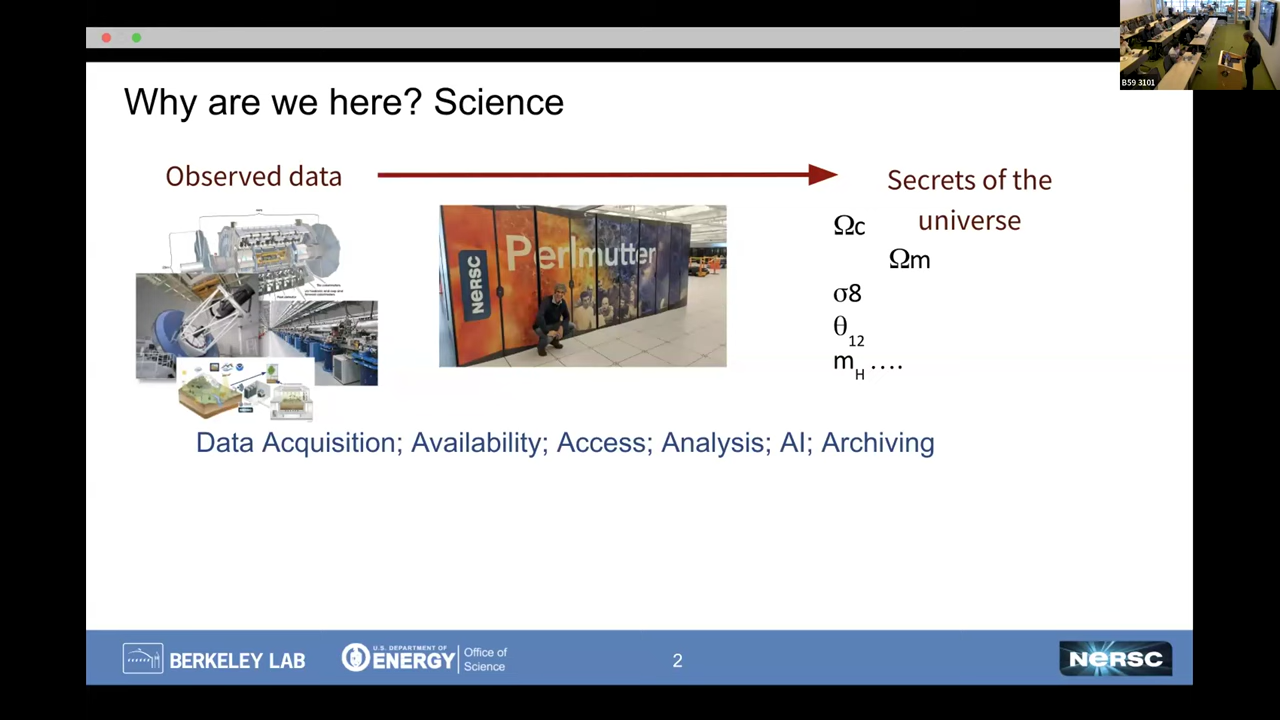 B59 3101
Why are we here? Science
Observed data
Secrets of the
universe
Ωc
Ωm
σ8
θ12
mH ....
NERSC
Perlmutter
Data Acquisition; Availability; Access; Analysis; AI; Archiving
BERKELEY LAB
U.S. DEPARTMENT OF
ENERGY
Office of
Science
2
NERSC